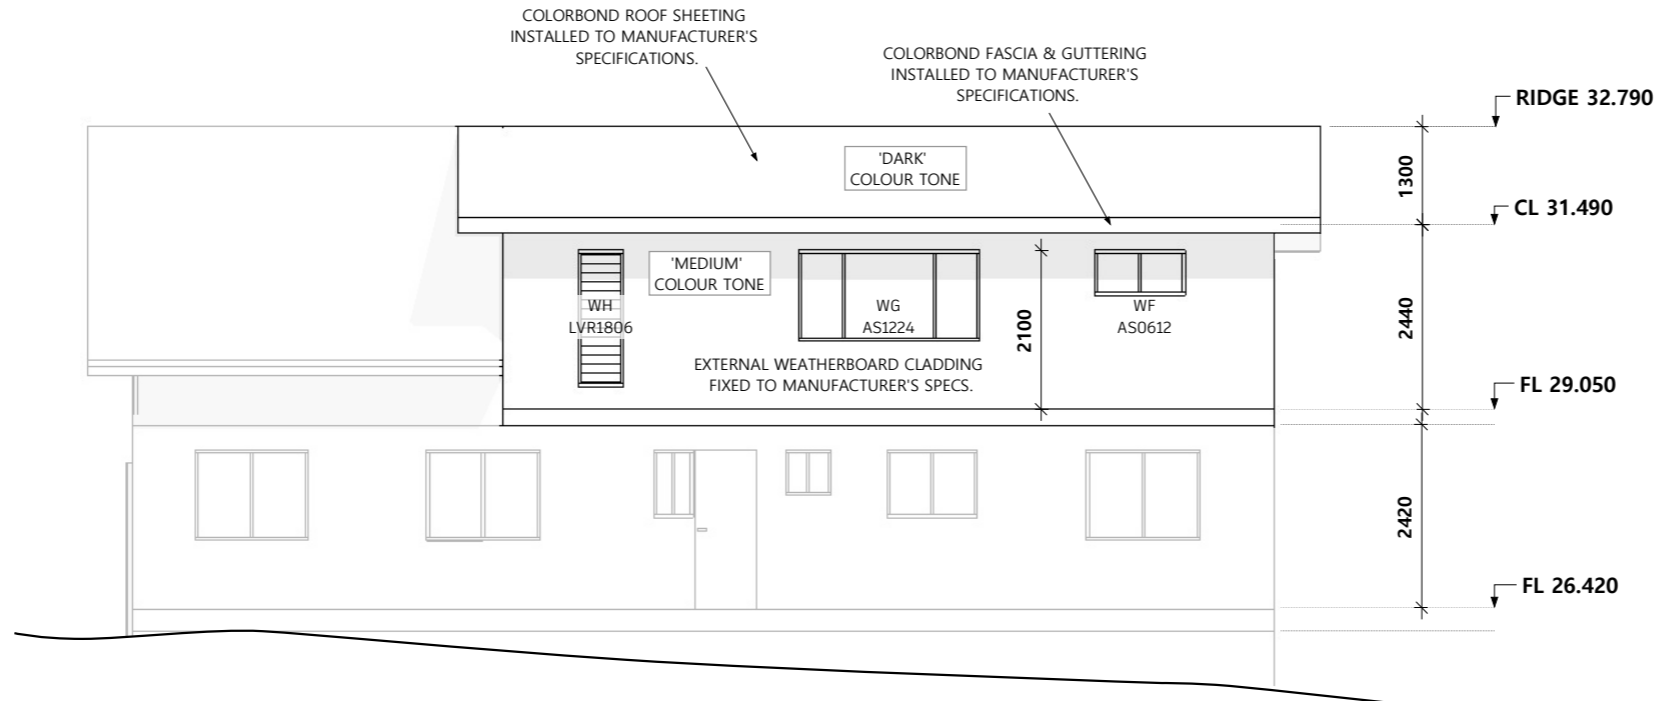 COLORBOND ROOF SHEETING
INSTALLED TO MANUFACTURER'S
SPECIFICATIONS.
COLORBOND FASCIA & GUTTERING
INSTALLED TO MANUFACTURER'S
SPECIFICATIONS.
RIDGE 32.790
'DARK'
COLOUR TONE
1300
CL 31.490
'MEDIUM'
COLOUR TONE
WH
LVR1806
WG
AS1224
WF
AS0612
2100
2440
EXTERNAL WEATHERBOARD CLADDING
FIXED TO MANUFACTURER'S SPECS.
FL 29.050
2420
FL 26.420